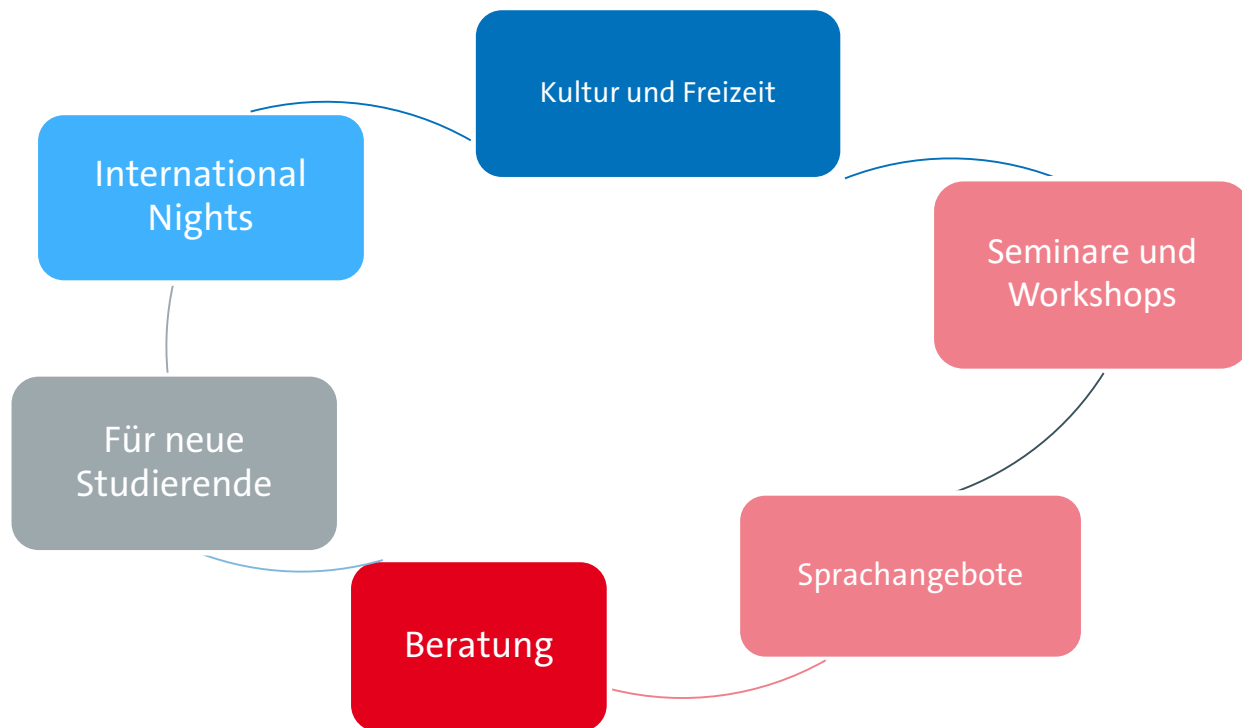 Kultur und Freizeit
International
Nights
Seminare und
Workshops
Für neue
Studierende
Sprachangebote
Beratung